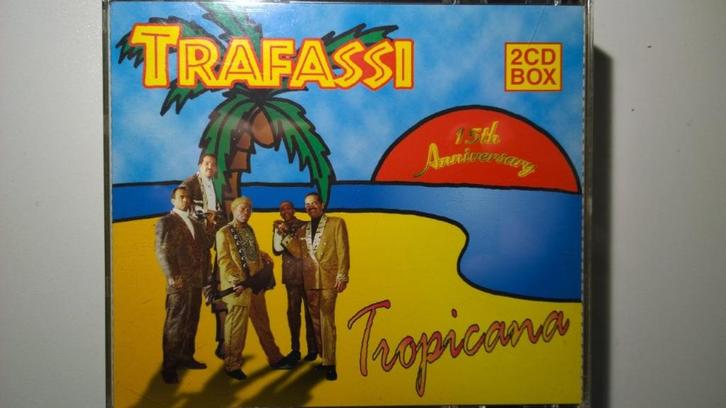 TRAFASSI
2CD
BOX
15th
Anniversary
Tropicana